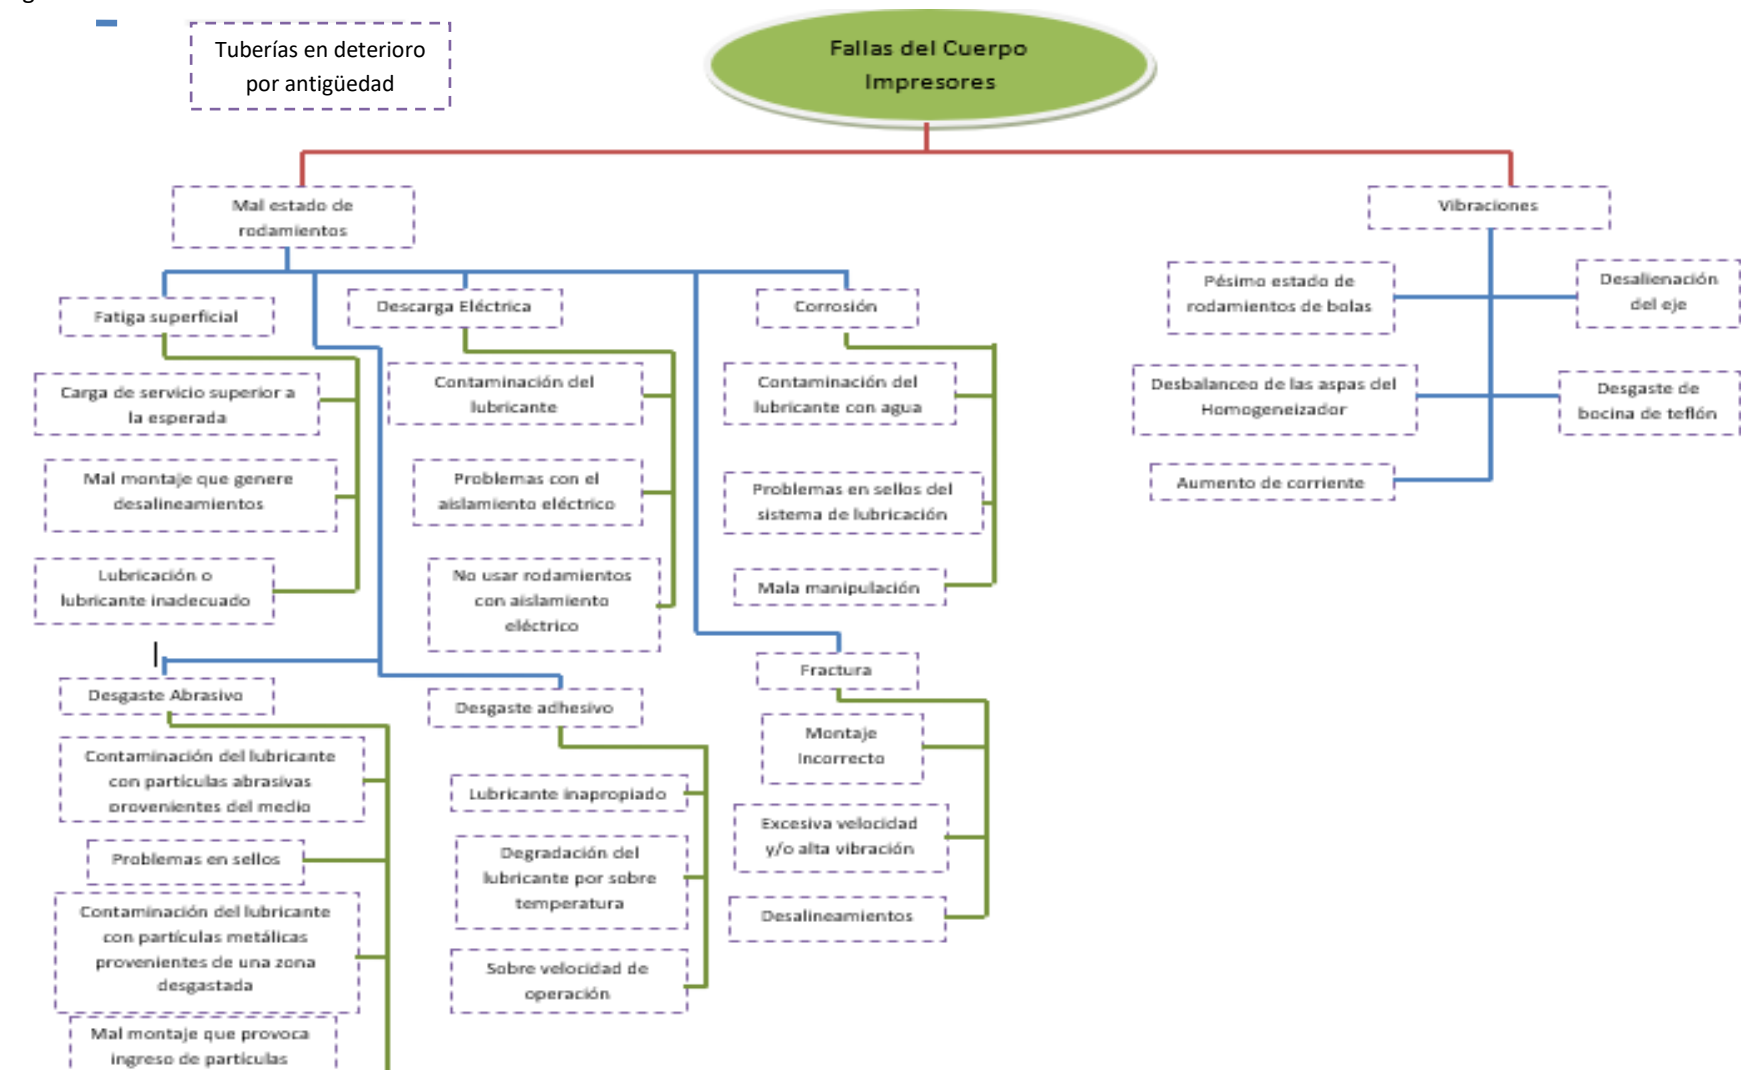 Tuberías en deterioro
por antigüedad
Fallas del Cuerpo
Impresores
Mal estado de
rodamientos
Vibraciones
Fatiga superficial
Descarga Eléctrica
Corrosión
Pésimo estado de
rodamientos de bolas
Desalienación
del eje
Carga de servicio superior a
la esperada
Contaminación del
lubricante
Contaminación del
lubricante con agua
Desbalanceo de las aspas del
Homogeneizador
Desgaste de
bocina de teflón
Mal montaje que genere
desalineamientos
Problemas con el
aislamiento eléctrico
Problemas en sellos del
sistema de lubricación
Aumento de corriente
Lubricación o
lubricante inadecuado
No usar rodamientos
con aislamiento
eléctrico
Mala manipulación
Desgaste Abrasivo
Desgaste adhesivo
Fractura
Contaminación del lubricante
con partículas abrasivas
provenientes del medio
Lubricante inapropiado
Montaje
Incorrecto
Problemas en sellos
Degradación del
lubricante por sobre
temperatura
Excesiva velocidad
y/o alta vibración
Contaminación del lubricante
con partículas metálicas
provenientes de una zona
desgastada
Sobre velocidad de
operación
Desalineamientos
Mal montaje que provoca
ingreso de partículas